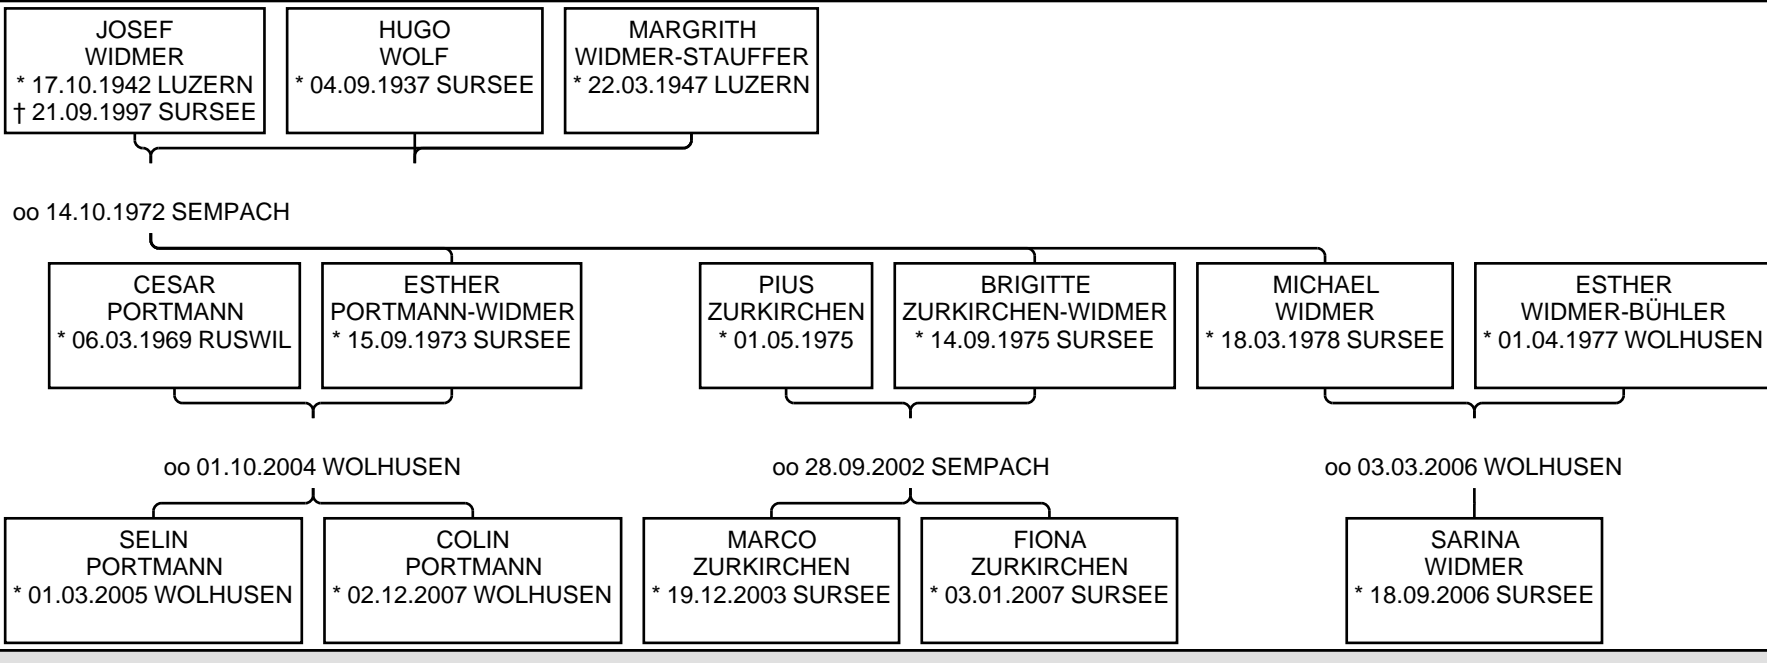 JOSEF
WIDMER
* 17.10.1942 LUZERN
† 21.09.1997 SURSEE
HUGO
WOLF
* 04.09.1937 SURSEE
MARGRITH
WIDMER-STAUFFER
* 22.03.1947 LUZERN
oo 14.10.1972 SEMPACH
CESAR
PORTMANN
* 06.03.1969 RUSWIL
ESTHER
PORTMANN-WIDMER
* 15.09.1973 SURSEE
PIUS
ZURKIRCHEN
* 01.05.1975
BRIGITTE
ZURKIRCHEN-WIDMER
* 14.09.1975 SURSEE
MICHAEL
WIDMER
* 18.03.1978 SURSEE
ESTHER
WIDMER-BÜHLER
* 01.04.1977 WOLHUSEN
oo 01.10.2004 WOLHUSEN
oo 28.09.2002 SEMPACH
oo 03.03.2006 WOLHUSEN
SELIN
PORTMANN
* 01.03.2005 WOLHUSEN
COLIN
PORTMANN
* 02.12.2007 WOLHUSEN
MARCO
ZURKIRCHEN
* 19.12.2003 SURSEE
FIONA
ZURKIRCHEN
* 03.01.2007 SURSEE
SARINA
WIDMER
* 18.09.2006 SURSEE